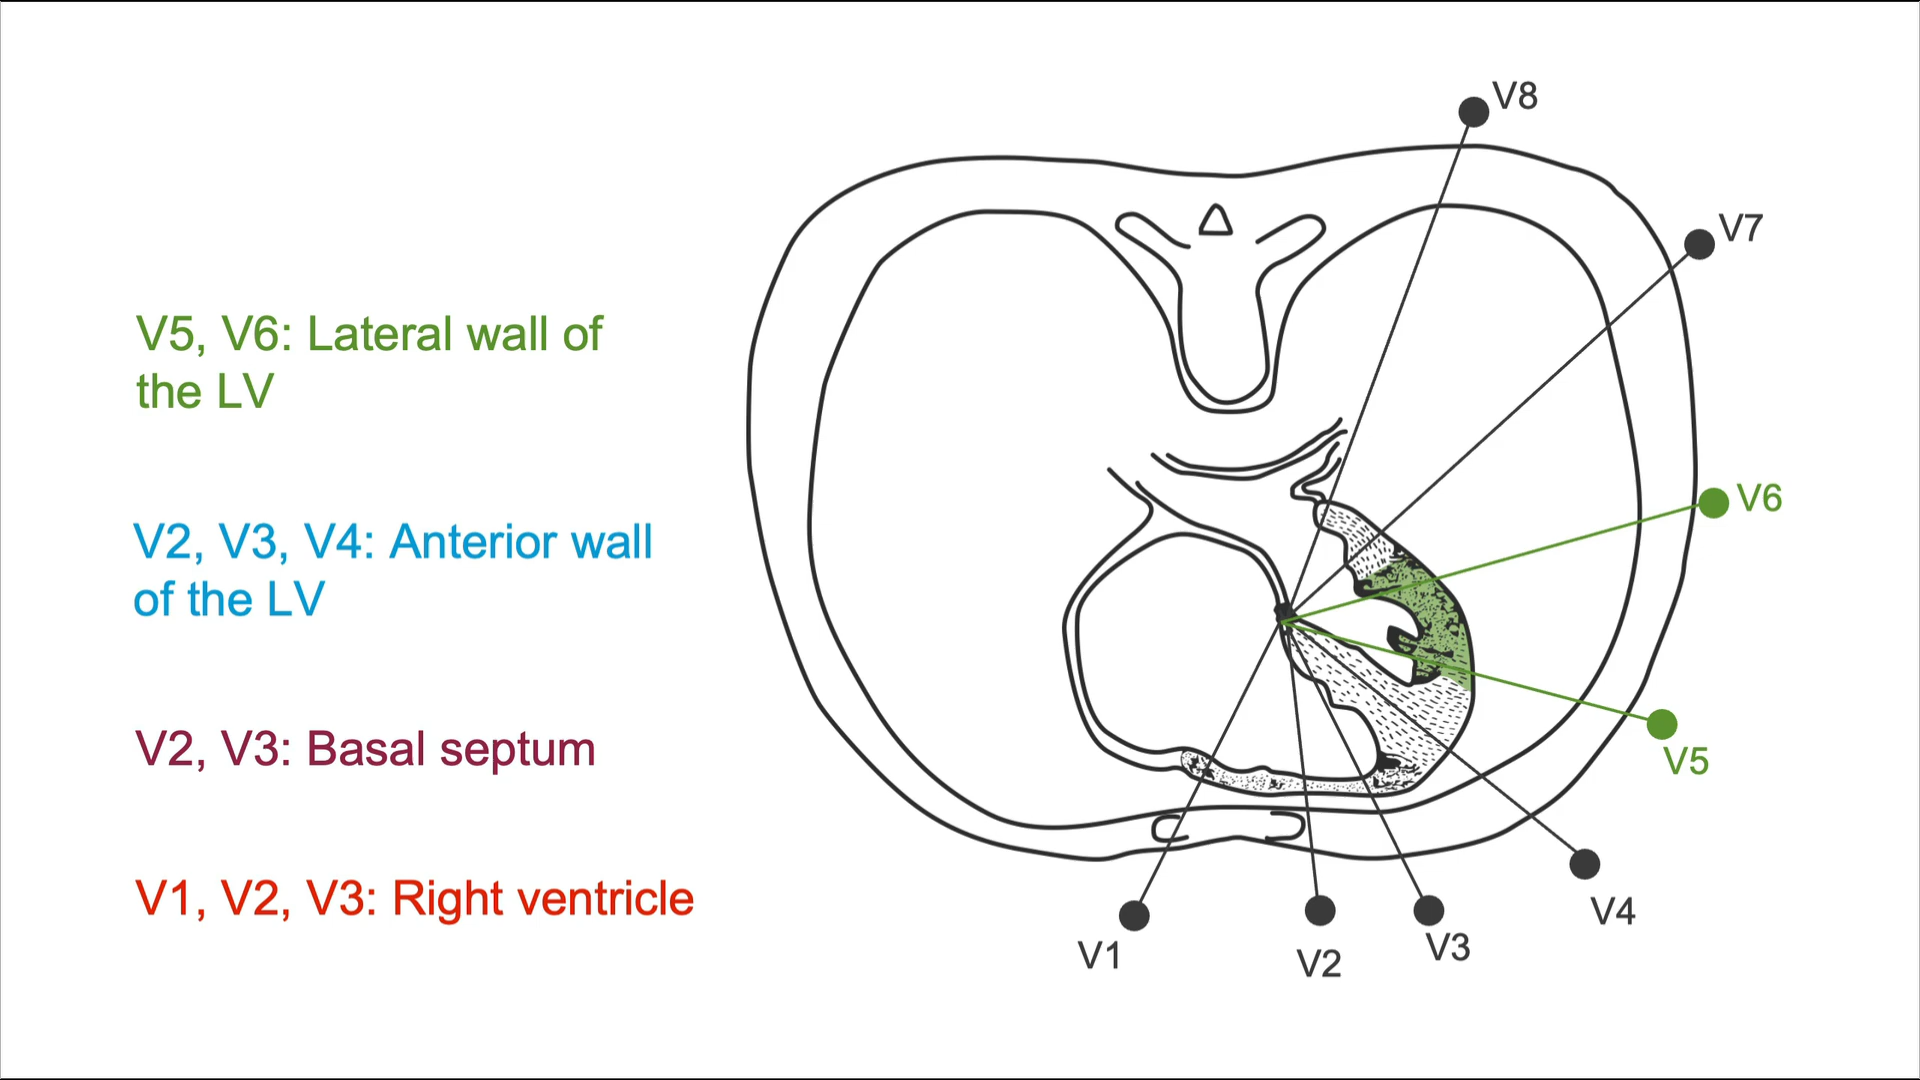 V5, V6: Lateral wall of
the LV
V2, V3, V4: Anterior wall
of the LV
V2, V3: Basal septum
V1, V2, V3: Right ventricle
V8
V7
V6
V5
V4
V3
V2
V1